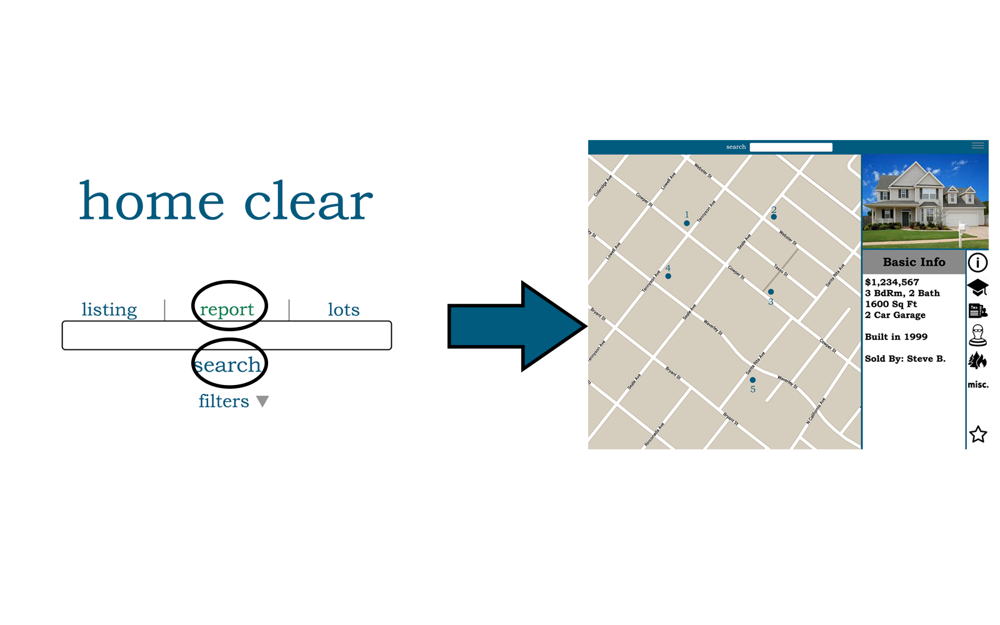 home clear
listing
report
lots
search
filters
search
Webster St
Lowell Ave
Coleridge Ave
Cowper St
Tennyson Ave
1
2
Lowell Ave
Seale Ave
Webster St
4
Tennyson Ave
Cowper St
Tasso St
Santa Rita Ave
3
Bryant St
Seale Ave
Waverley St
Tennyson Ave
Cowper St
Santa Rita Ave
Bryant St
Seale Ave
Waverley St
5
N California Ave
Bryant St
Rinconada Ave
Basic Info
$1,234,567
3 BdRm, 2 Bath
1600 Sq Ft
2 Car Garage
Built in 1999
Sold By: Steve B.
i
Tax
misc.